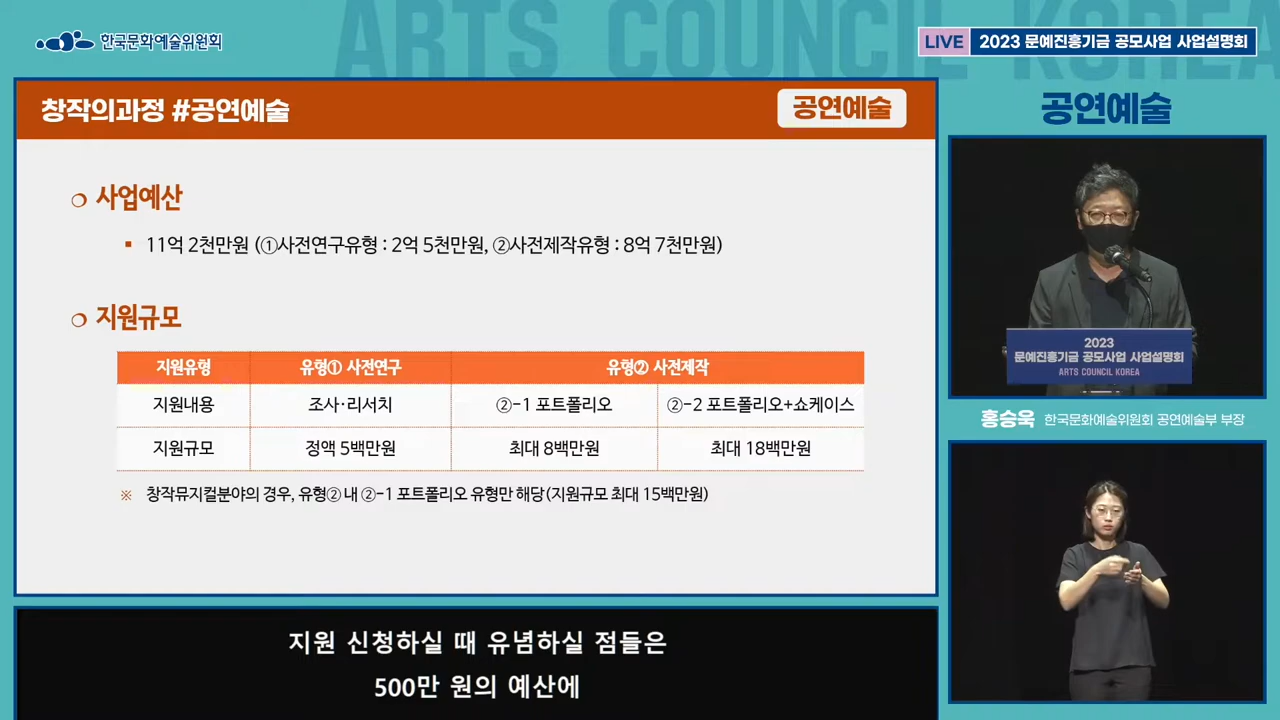 ARTS COUNCIL KOREA
한국문화예술위원회
LIVE 2023 문예진흥기금 공모사업 사업설명회
창작의과정 #공연예술
공연예술
❍ 사업예산
▪ 11억 2천만원 (①사전연구유형 : 2억 5천만원, ②사전제작유형 : 8억 7천만원)
❍ 지원규모
지원유형 유형① 사전연구 유형② 사전제작
지원내용 조사·리서치 ②-1 포트폴리오 ②-2 포트폴리오+쇼케이스
지원규모 정액 5백만원 최대 8백만원 최대 18백만원
※ 창작뮤지컬분야의 경우, 유형② 내 ②-1 포트폴리오 유형만 해당(지원규모 최대 15백만원)
공연예술
2023
문예진흥기금 공모사업 사업설명회
ARTS COUNCIL KOREA
홍승욱 한국문화예술위원회 공연예술부 부장
지원 신청하실 때 유념하실 점들은
500만 원의 예산에